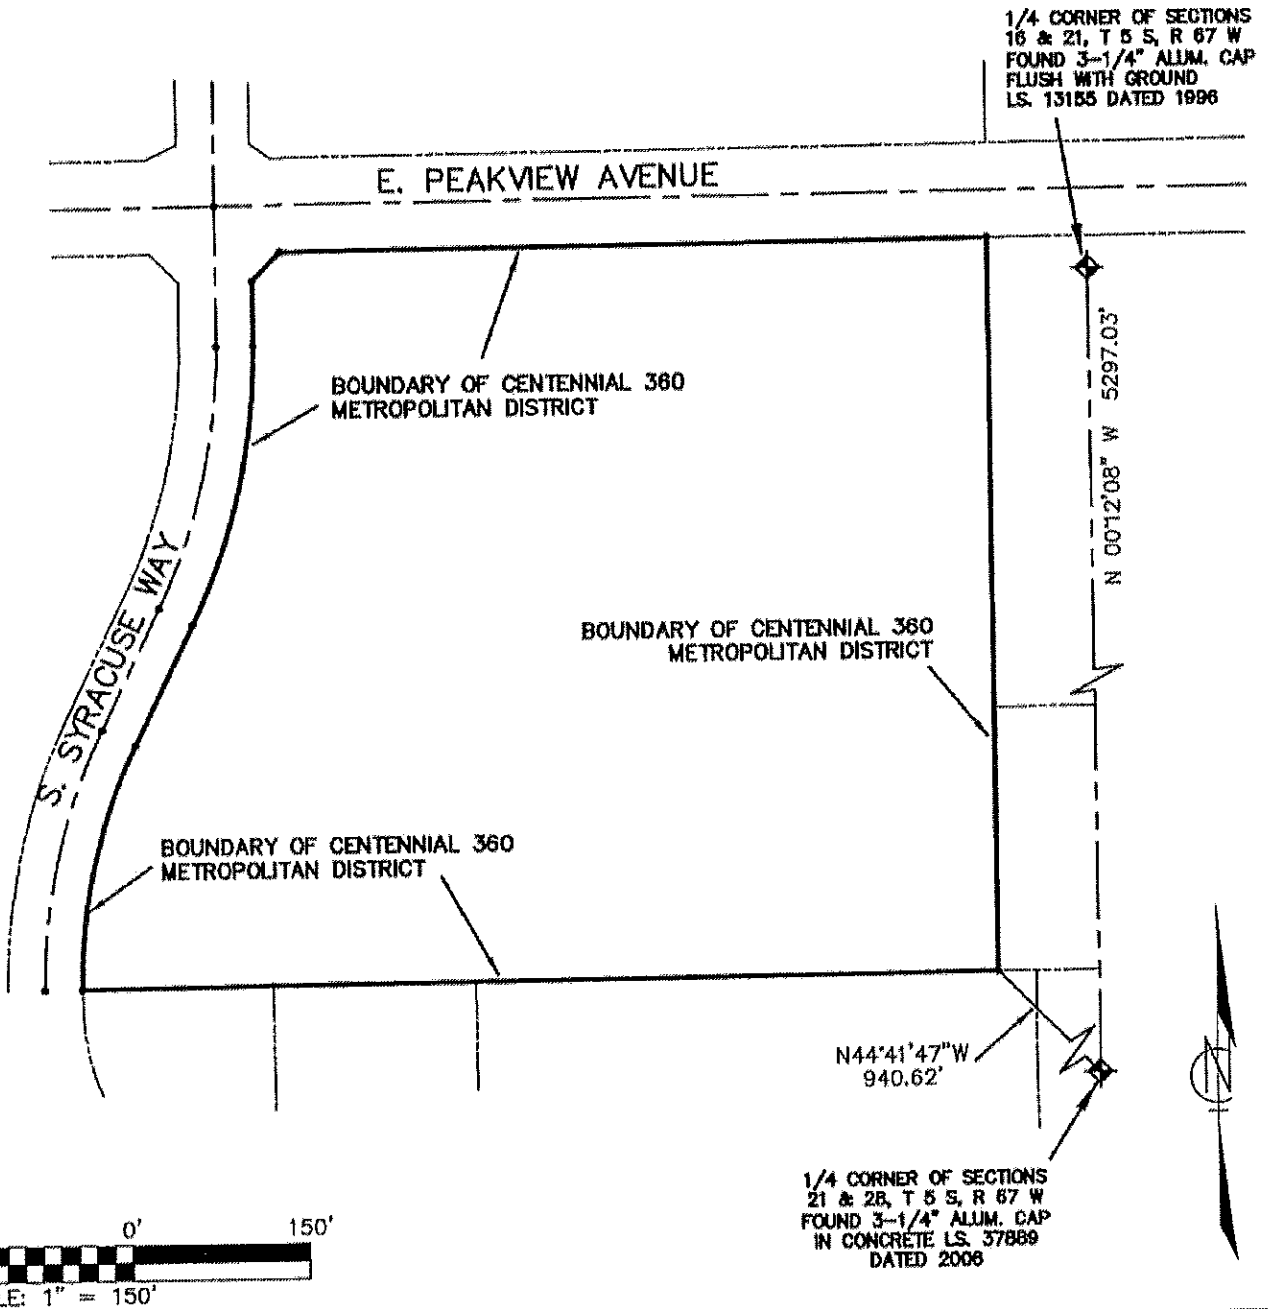 1/4 CORNER OF SECTIONS
16 & 21, T 5 S, R 67 W
FOUND 3-1/4" ALUM. CAP
FLUSH WITH GROUND
LS. 13155 DATED 1996
E. PEAKVIEW AVENUE
BOUNDARY OF CENTENNIAL 360
METROPOLITAN DISTRICT
N 00°12'08" W 5297.03'
S. SYRACUSE WAY
BOUNDARY OF CENTENNIAL 360
METROPOLITAN DISTRICT
BOUNDARY OF CENTENNIAL 360
METROPOLITAN DISTRICT
N44°41'47"W
940.62'
N
1/4 CORNER OF SECTIONS
21 & 28, T 5 S, R 67 W
FOUND 3-1/4" ALUM. CAP
IN CONCRETE LS. 37889
DATED 2006
0' 150'
LE: 1" = 150'